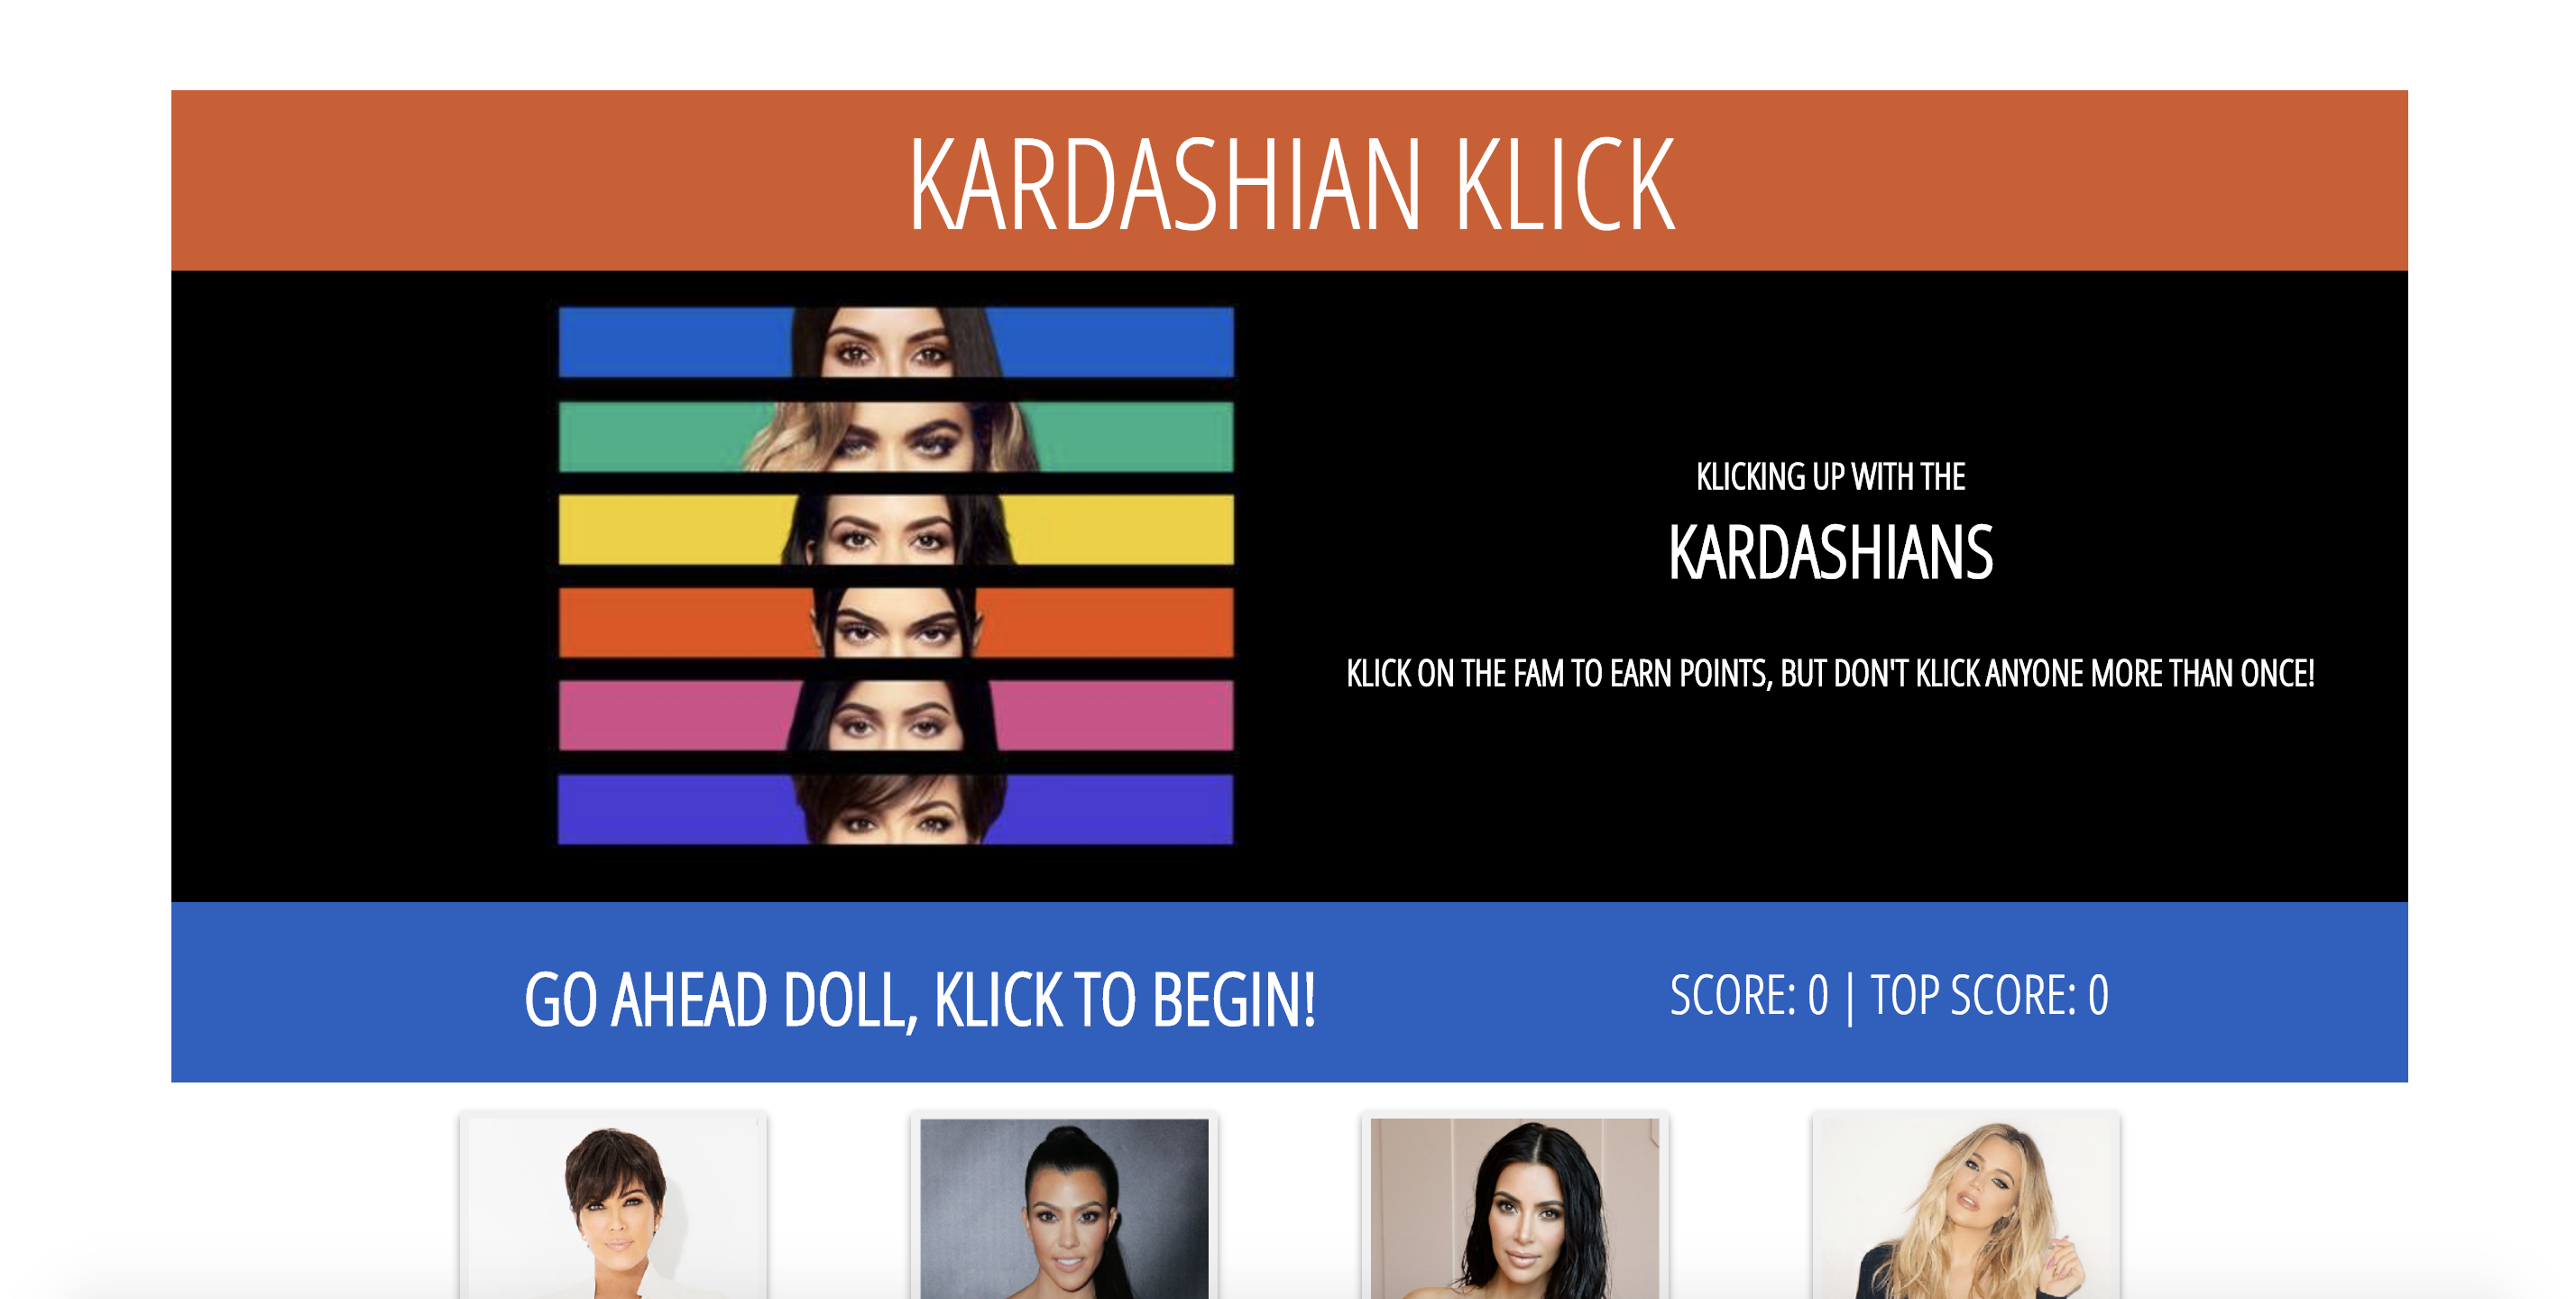 KARDASHIAN KLICK
KLICKING UP WITH THE
KARDASHIANS
KLICK ON THE FAM TO EARN POINTS, BUT DON'T KLICK ANYONE MORE THAN ONCE!
GO AHEAD DOLL, KLICK TO BEGIN!
SCORE: 0 | TOP SCORE: 0